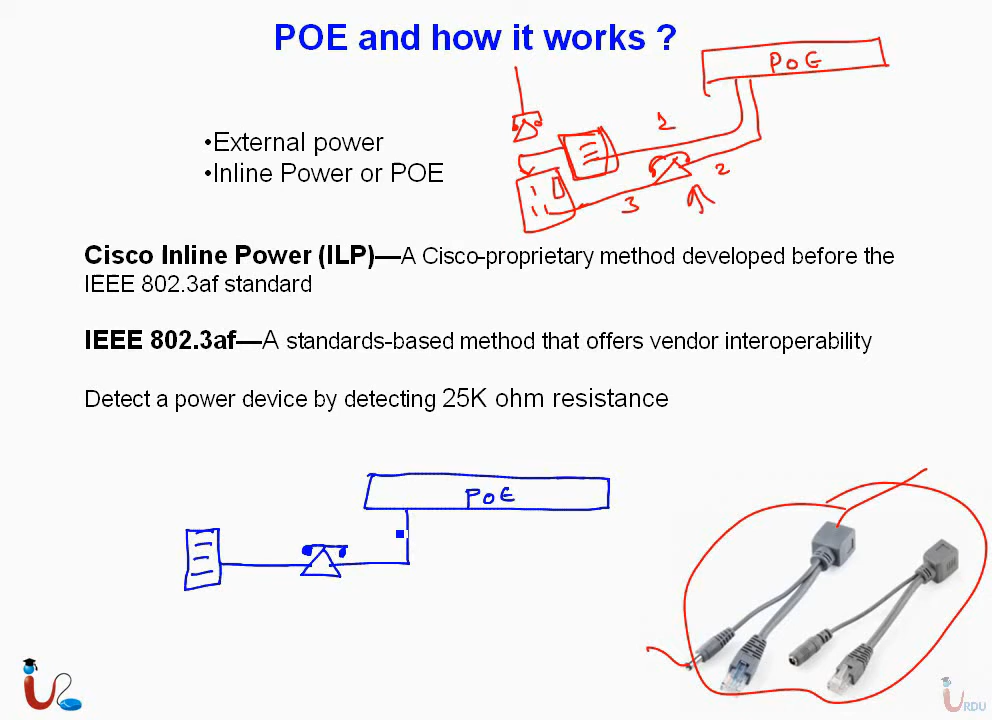 POE and how it works ?
PoE
•External power
•Inline Power or POE
2
2
3
Cisco Inline Power (ILP)—A Cisco-proprietary method developed before the
IEEE 802.3af standard
IEEE 802.3af—A standards-based method that offers vendor interoperability
Detect a power device by detecting 25K ohm resistance
PoE
URDU